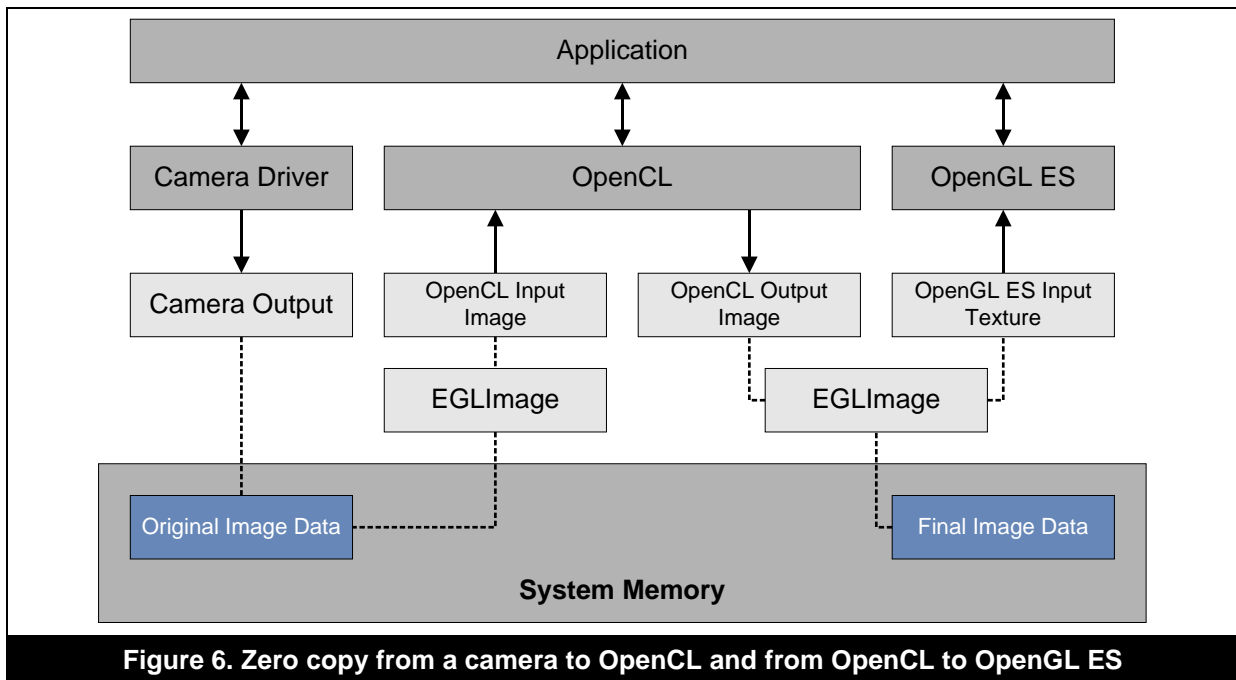 Application
Camera Driver
OpenCL
OpenGL ES
Camera Output
OpenCL Input
Image
OpenCL Output
Image
OpenGL ES Input
Texture
EGLImage
EGLImage
Original Image Data
Final Image Data
System Memory
Figure 6. Zero copy from a camera to OpenCL and from OpenCL to OpenGL ES